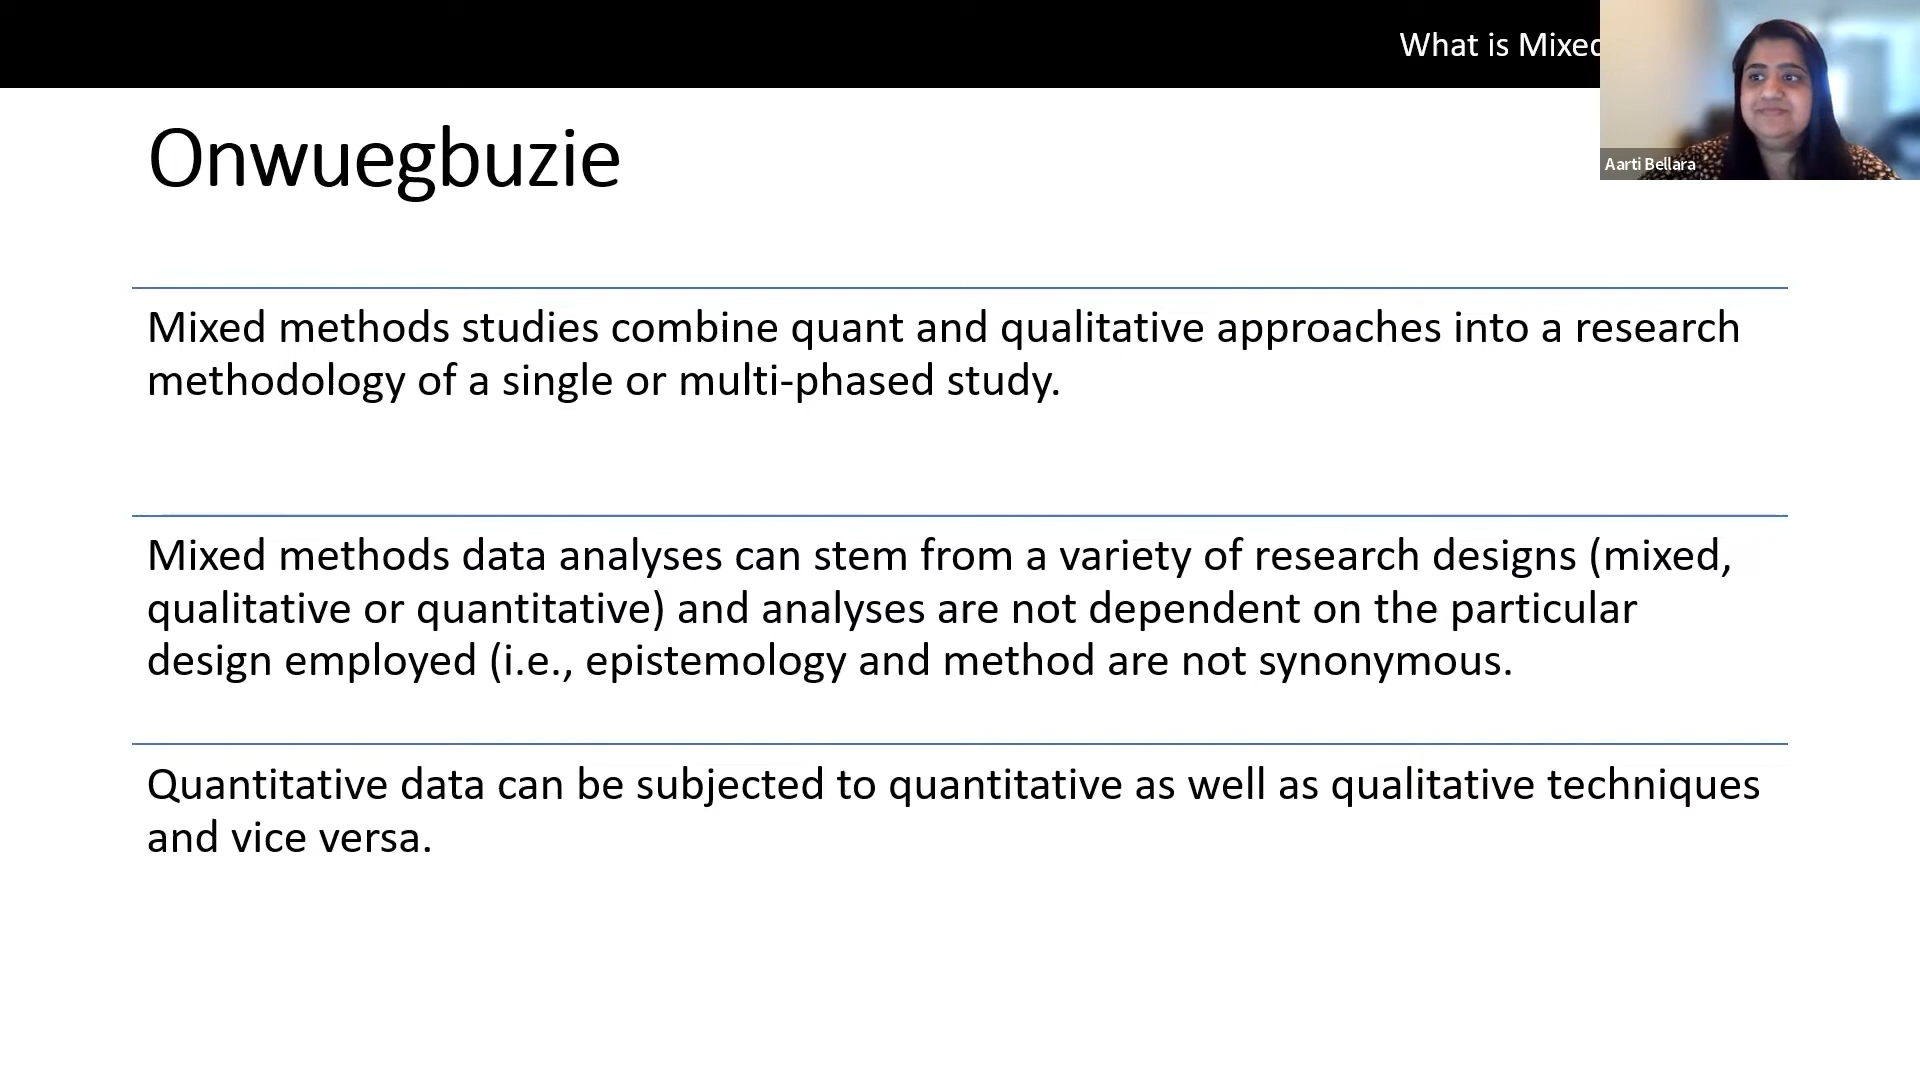 What is Mixed
Onwuegbuzie
Aarti Bellara
Mixed methods studies combine quant and qualitative approaches into a research
methodology of a single or multi-phased study.
Mixed methods data analyses can stem from a variety of research designs (mixed,
qualitative or quantitative) and analyses are not dependent on the particular
design employed (i.e., epistemology and method are not synonymous.
Quantitative data can be subjected to quantitative as well as qualitative techniques
and vice versa.